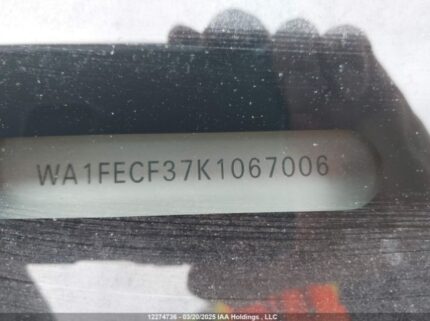 WA1FECF37K1067006
12274736 - 03/20/2025 IAA Holdings , LLC